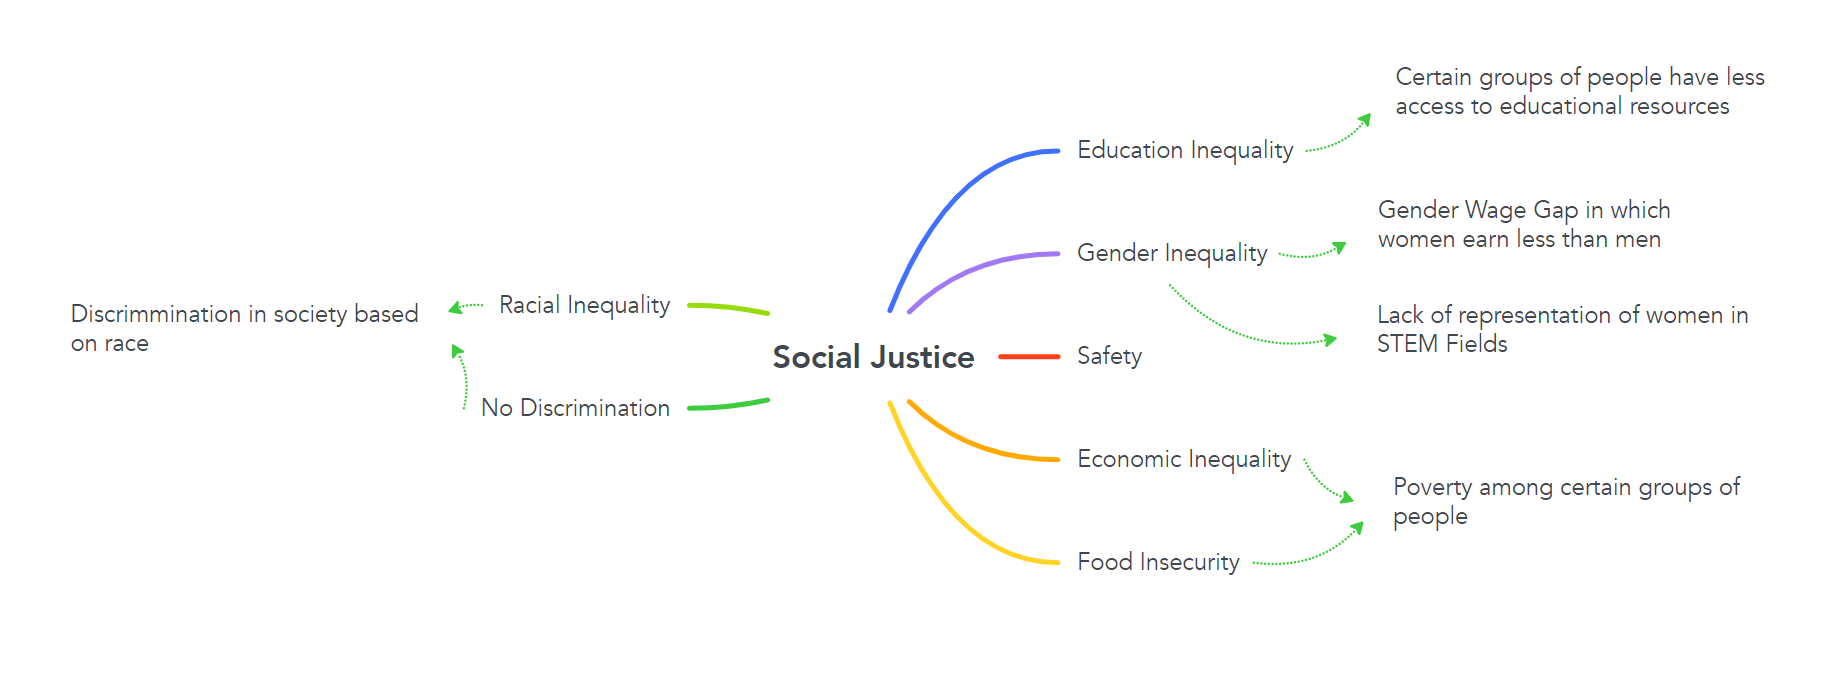 Certain groups of people have less
access to educational resources
Education Inequality
Gender Wage Gap in which
women earn less than men
Gender Inequality
Racial Inequality
Discrimmination in society based
on race
Lack of representation of women in
STEM Fields
Social Justice
Safety
No Discrimination
Economic Inequality
Poverty among certain groups of
people
Food Insecurity